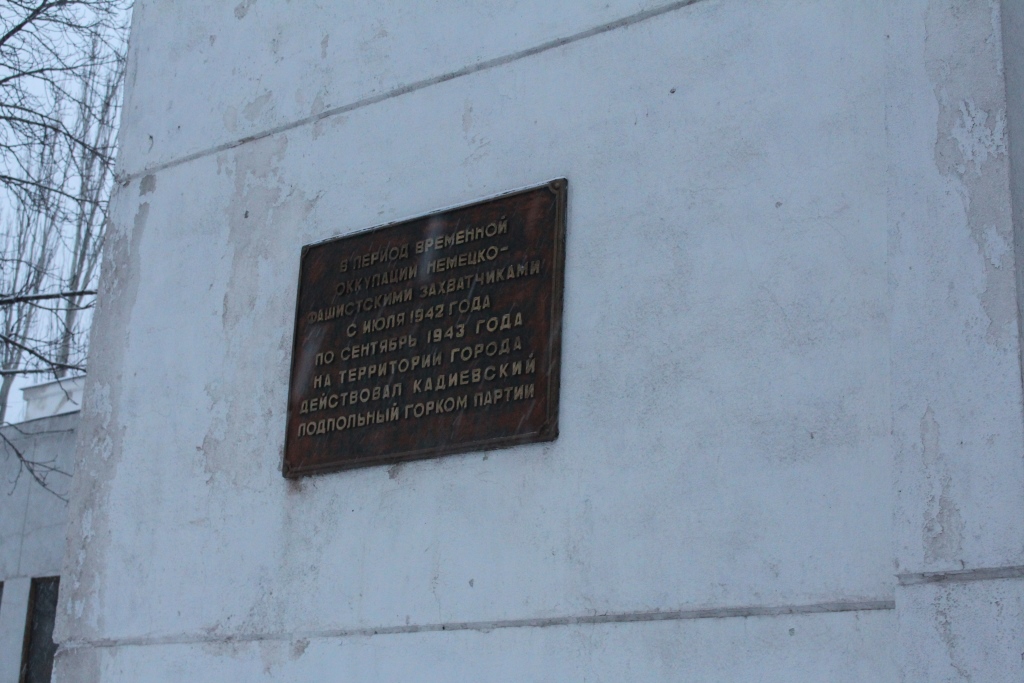 В ПЕРИОД ВРЕМЕННОЙ
ОККУПАЦИИ НЕМЕЦКО-
ФАШИСТСКИМИ ЗАХВАТЧИКАМИ
С ИЮЛЯ 1942 ГОДА
ПО СЕНТЯБРЬ 1943 ГОДА
НА ТЕРРИТОРИИ ГОРОДА
ДЕЙСТВОВАЛ КАДИЕВСКИЙ
ПОДПОЛЬНЫЙ ГОРКОМ ПАРТИИ